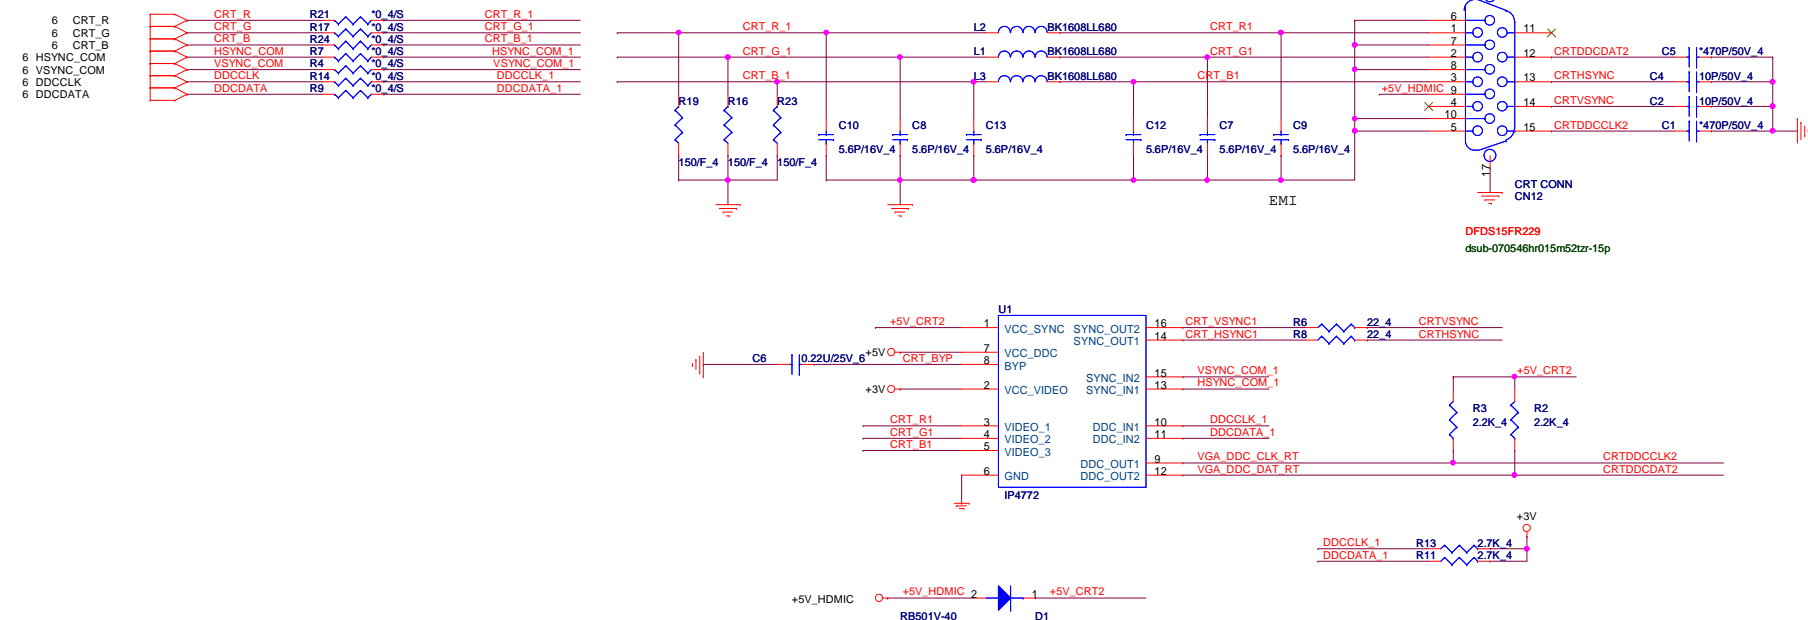 6 CRT_R CRT_R R21 *0_4/S CRT_R_1
6 CRT_G CRT_G R17 *0_4/S CRT_G_1
6 CRT_B CRT_B R24 *0_4/S CRT_B_1
6 HSYNC_COM HSYNC_COM R7 *0_4/S HSYNC_COM_1
6 VSYNC_COM VSYNC_COM R4 *0_4/S VSYNC_COM_1
6 DDCCLK DDCCLK R14 *0_4/S DDCCLK_1
6 DDCDATA DDCDATA R9 *0_4/S DDCDATA_1
CRT_R_1 L2 BK1608LL680 CRT_R1
CRT_G_1 L1 BK1608LL680 CRT_G1
CRT_B_1 L3 BK1608LL680 CRT_B1
R19 R16 R23
150/F_4 150/F_4 150/F_4
C10 C8 C13 C12 C7 C9
5.6P/16V_4 5.6P/16V_4 5.6P/16V_4 5.6P/16V_4 5.6P/16V_4 5.6P/16V_4
EMI
6
1 11
7
2 12 CRTDDCDAT2 C5 *470P/50V_4
8
3 13 CRTHSYNC C4 10P/50V_4
+5V_HDMIC 9
4 14 CRTVSYNC C2 10P/50V_4
10
5 15 CRTDDCCLK2 C1 *470P/50V_4
17
CRT CONN
CN12
DFDS15FR229
dsub-070546hr015m52tzr-15p
U1
+5V_CRT2 1 VCC_SYNC SYNC_OUT2 16 CRT_VSYNC1 R6 22_4 CRTVSYNC
SYNC_OUT1 14 CRT_HSYNC1 R8 22_4 CRTHSYNC
+5V 7 VCC_DDC
C6 0.22U/25V_6 CRT_BYP 8 BYP
SYNC_IN2 15 VSYNC_COM_1
+3V 2 VCC_VIDEO SYNC_IN1 13 HSYNC_COM_1
CRT_R1 3 VIDEO_1 DDC_IN1 10 DDCCLK_1
CRT_G1 4 VIDEO_2 DDC_IN2 11 DDCDATA_1
CRT_B1 5 VIDEO_3
DDC_OUT1 9 VGA_DDC_CLK_RT CRTDDCCLK2
6 GND DDC_OUT2 12 VGA_DDC_DAT_RT CRTDDCDAT2
IP4772
+5V_CRT2
R3 R2
2.2K_4 2.2K_4
+3V
DDCCLK_1 R13 2.7K_4
DDCDATA_1 R11 2.7K_4
+5V_HDMIC +5V_HDMIC 2 1 +5V_CRT2
RB501V-40 D1